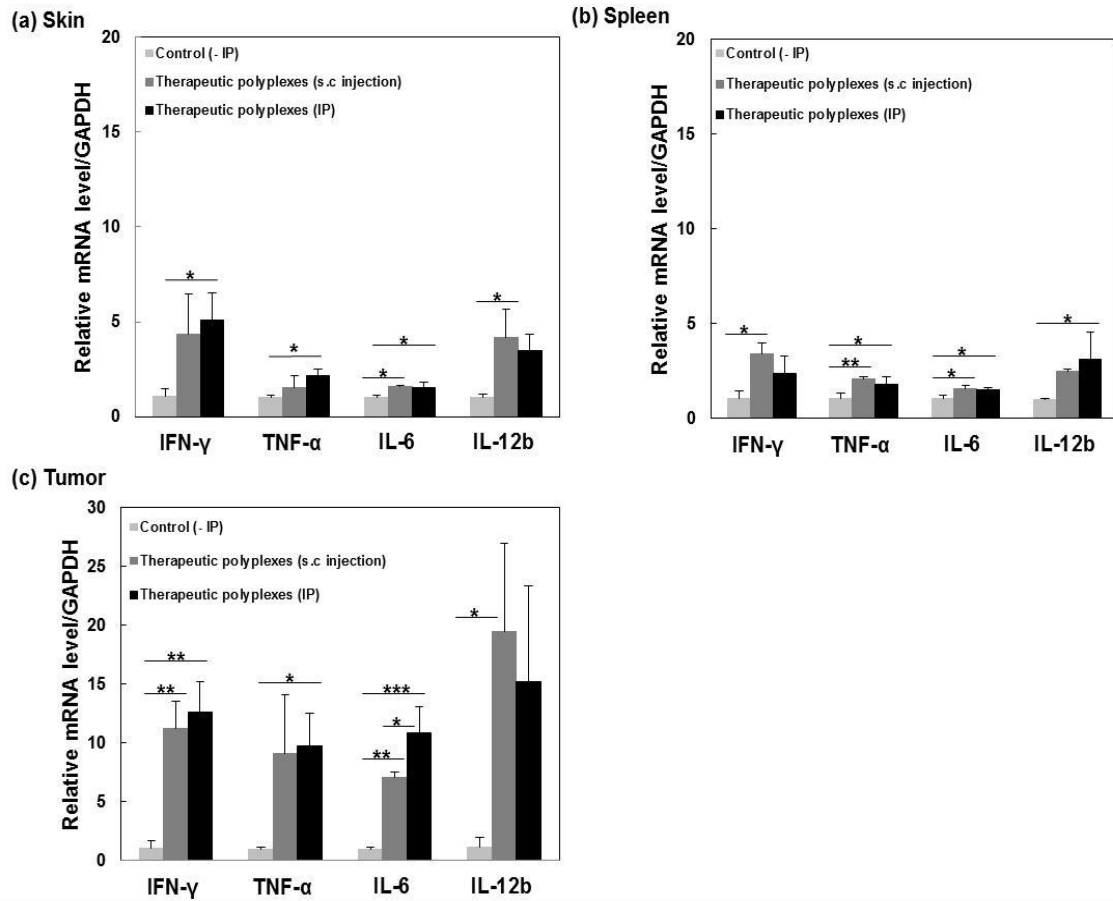 (a) Skin
Relative mRNA level/GAPDH
20
15
10
5
0
Control (- IP)
Therapeutic polyplexes (s.c injection)
Therapeutic polyplexes (IP)
*
*
*
*
*
IFN-γ
TNF-α
IL-6
IL-12b
(b) Spleen
Relative mRNA level/GAPDH
20
15
10
5
0
Control (- IP)
Therapeutic polyplexes (s.c injection)
Therapeutic polyplexes (IP)
*
*
**
*
*
*
IFN-γ
TNF-α
IL-6
IL-12b
(c) Tumor
Relative mRNA level/GAPDH
30
25
20
15
10
5
0
Control (- IP)
Therapeutic polyplexes (s.c injection)
Therapeutic polyplexes (IP)
**
**
*
***
*
**
*
IFN-γ
TNF-α
IL-6
IL-12b